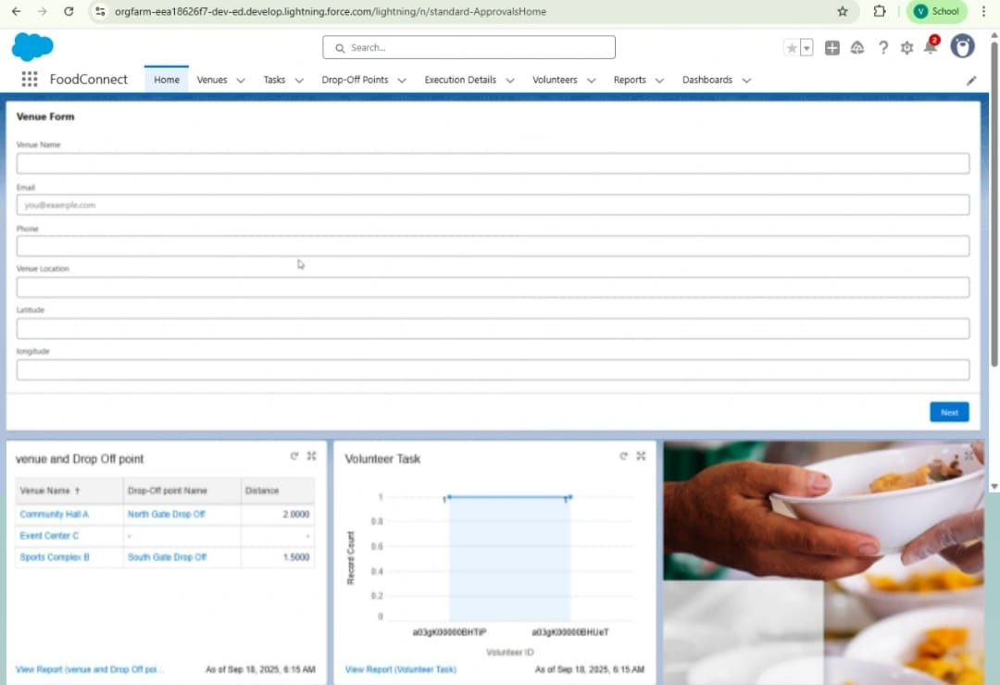 orgfarm-eea18626f7-dev-ed.develop.lightning.force.com/lightning/n/standard-ApprovalsHome
V School
Search...
2
FoodConnect Home Venues Tasks Drop-Off Points Execution Details Volunteers Reports Dashboards
Venue Form
Venue Name
Email
you@example.com
Phone
Venue Location
Latitude
longitude
Next
venue and Drop Off point
Venue Name ↑ Drop-Off point Name Distance
Community Hall A North Gate Drop Off 2.0000
Event Center C - -
Sports Complex B South Gate Drop Off 1.5000
View Report (venue and Drop Off poi... As of Sep 18, 2025, 6:15 AM
Volunteer Task
Record Count
1
0.8
0.6
0.4
0.2
0
1 1
a03gK00000BHTiP a03gK00000BHUeT
Volunteer ID
View Report (Volunteer Task) As of Sep 18, 2025, 6:15 AM